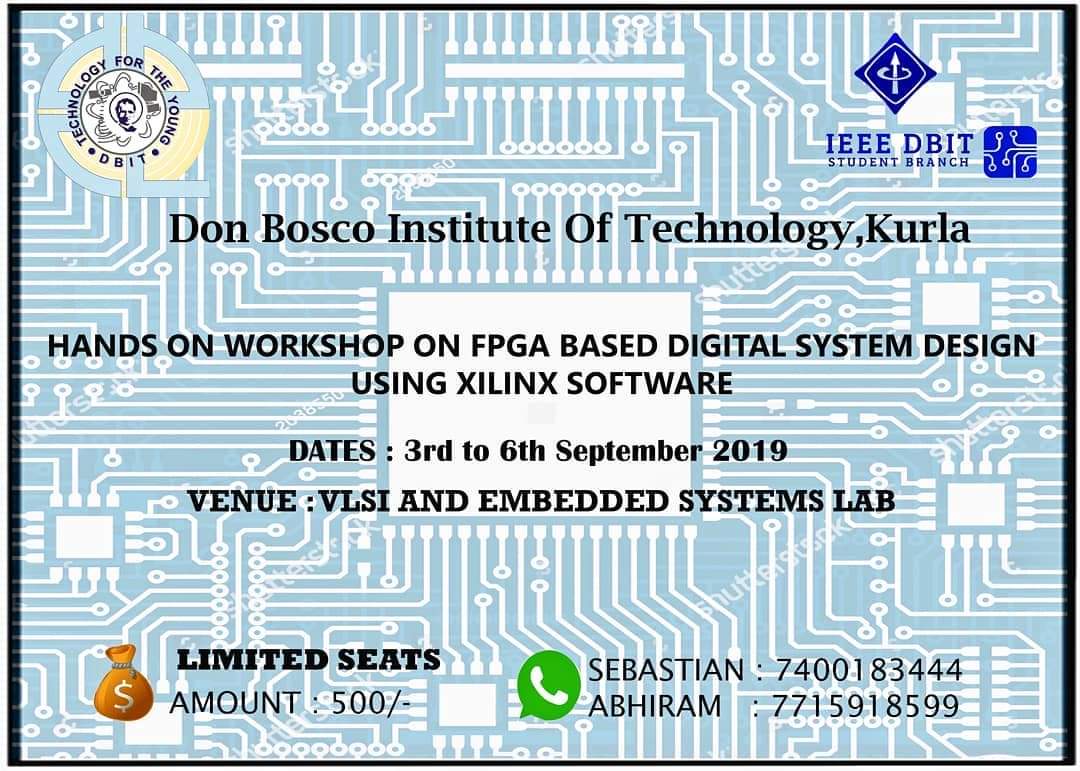 TECHNOLOGY FOR THE YOUNG
• DBIT •
IEEE DBIT
STUDENT BRANCH
Don Bosco Institute Of Technology,Kurla
HANDS ON WORKSHOP ON FPGA BASED DIGITAL SYSTEM DESIGN
USING XILINX SOFTWARE
DATES : 3rd to 6th September 2019
VENUE : VLSI AND EMBEDDED SYSTEMS LAB
LIMITED SEATS
AMOUNT : 500/-
SEBASTIAN : 7400183444
ABHIRAM : 7715918599
shutterstock